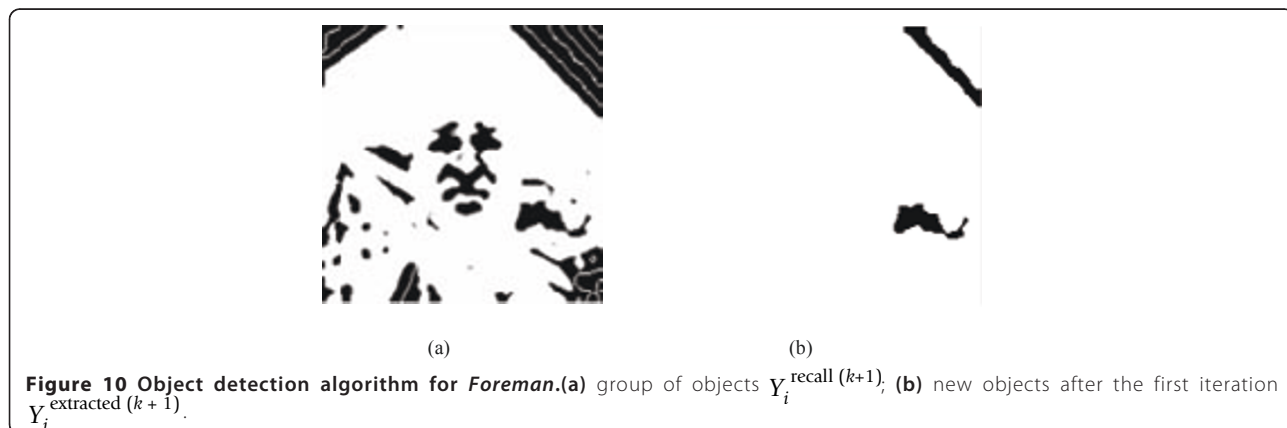 (a) (b)
Figure 10 Object detection algorithm for Foreman.(a) group of objects Y_i^recall (k+1); (b) new objects after the first iteration
Y_i^extracted (k + 1).